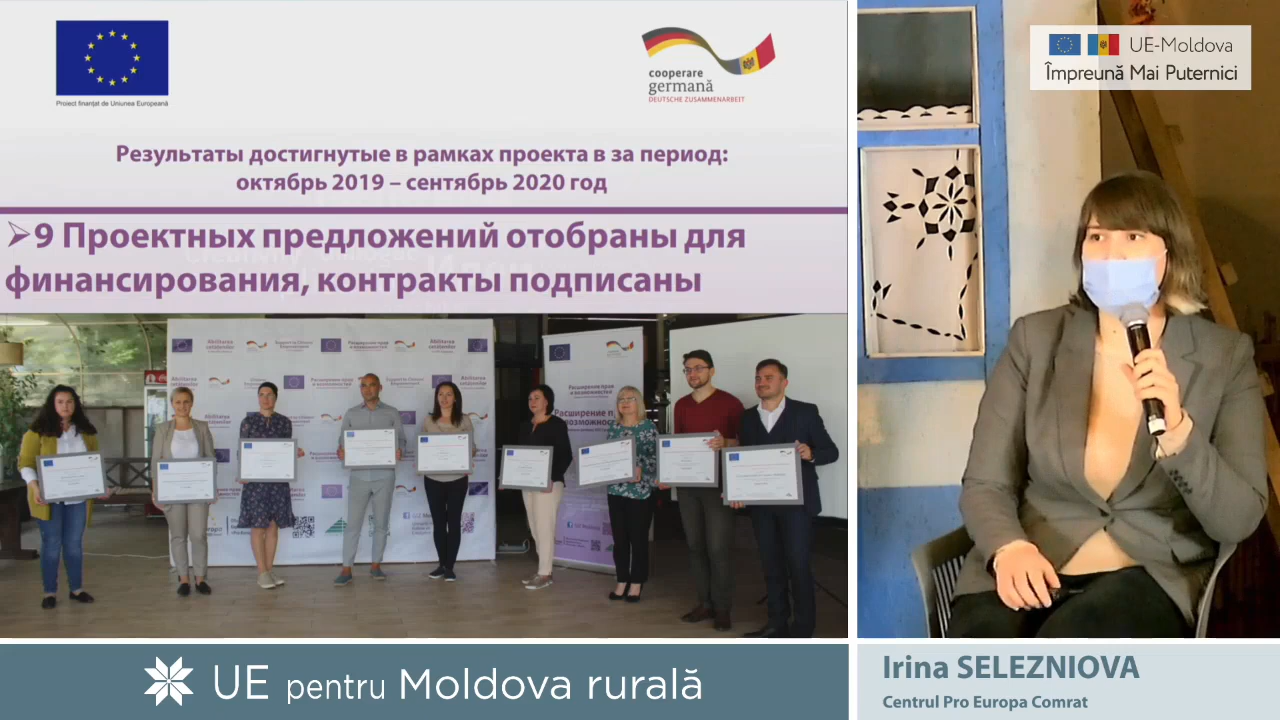 Proiect finanțat de Uniunea Europeană
cooperare
germană
DEUTSCHE ZUSAMMENARBEIT
Результаты достигнутые в рамках проекта в за период:
октябрь 2019 – сентябрь 2020 год
➢9 Проектных предложений отобраны для
финансирования, контракты подписаны
Расширение п
возможнос
UE pentru Moldova rurală
UE-Moldova
Împreună Mai Puternici
Irina SELEZNIOVA
Centrul Pro Europa Comrat